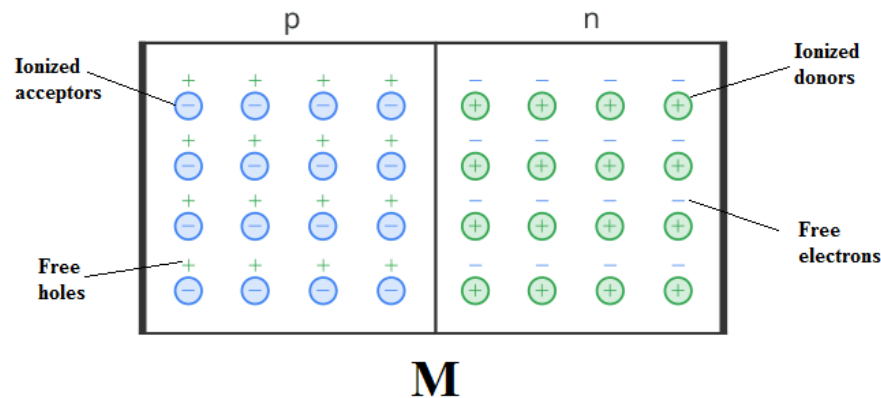 p
n
Ionized
acceptors
Ionized
donors
Free
holes
Free
electrons
M